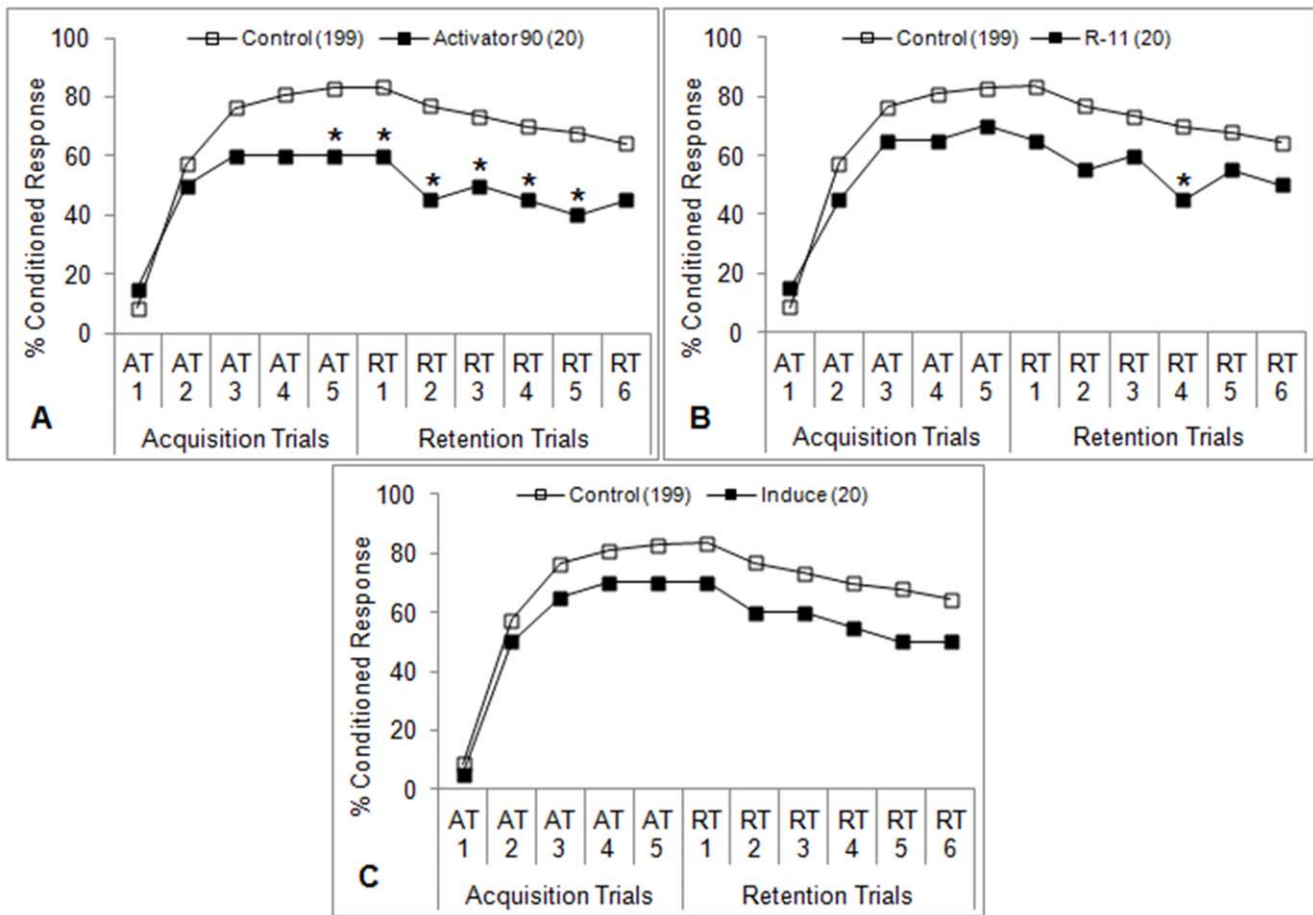 Control (199) Activator 90 (20)
% Conditioned Response
100
80
60
40
20
0
* * * * * *
AT AT AT AT AT RT RT RT RT RT RT
1 2 3 4 5 1 2 3 4 5 6
Acquisition Trials Retention Trials
A
Control (199) R-11 (20)
% Conditioned Response
100
80
60
40
20
0
*
AT AT AT AT AT RT RT RT RT RT RT
1 2 3 4 5 1 2 3 4 5 6
Acquisition Trials Retention Trials
B
Control (199) Induce (20)
% Conditioned Response
100
80
60
40
20
0
AT AT AT AT AT RT RT RT RT RT RT
1 2 3 4 5 1 2 3 4 5 6
Acquisition Trials Retention Trials
C